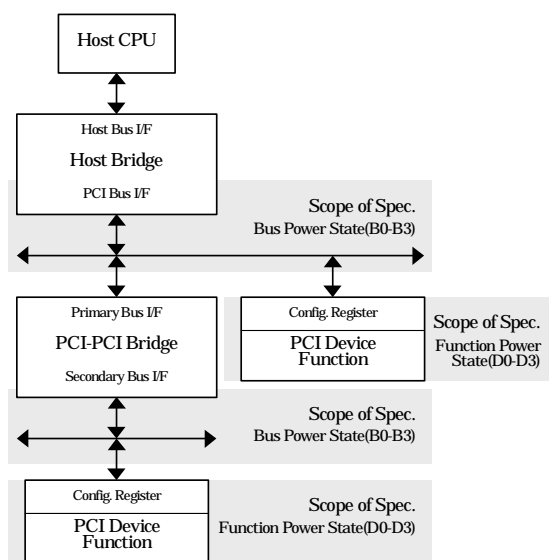 Host CPU
Host Bus I/F
Host Bridge
PCI Bus I/F
Scope of Spec.
Bus Power State(B0-B3)
Primary Bus I/F
PCI-PCI Bridge
Secondary Bus I/F
Config. Register
PCI Device
Function
Scope of Spec.
Function Power
State(D0-D3)
Scope of Spec.
Bus Power State(B0-B3)
Config. Register
PCI Device
Function
Scope of Spec.
Function Power State(D0-D3)